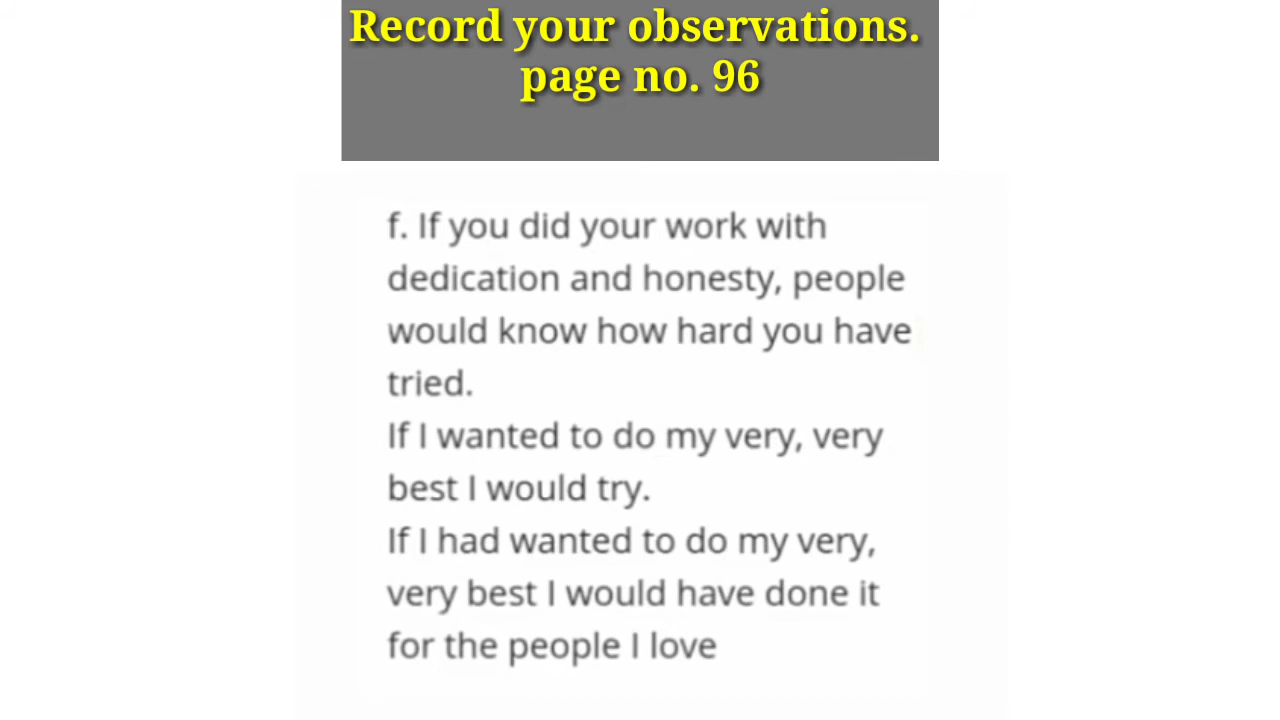 Record your observations.
page no. 96
f. If you did your work with
dedication and honesty, people
would know how hard you have
tried.
If I wanted to do my very, very
best I would try.
If I had wanted to do my very,
very best I would have done it
for the people I love